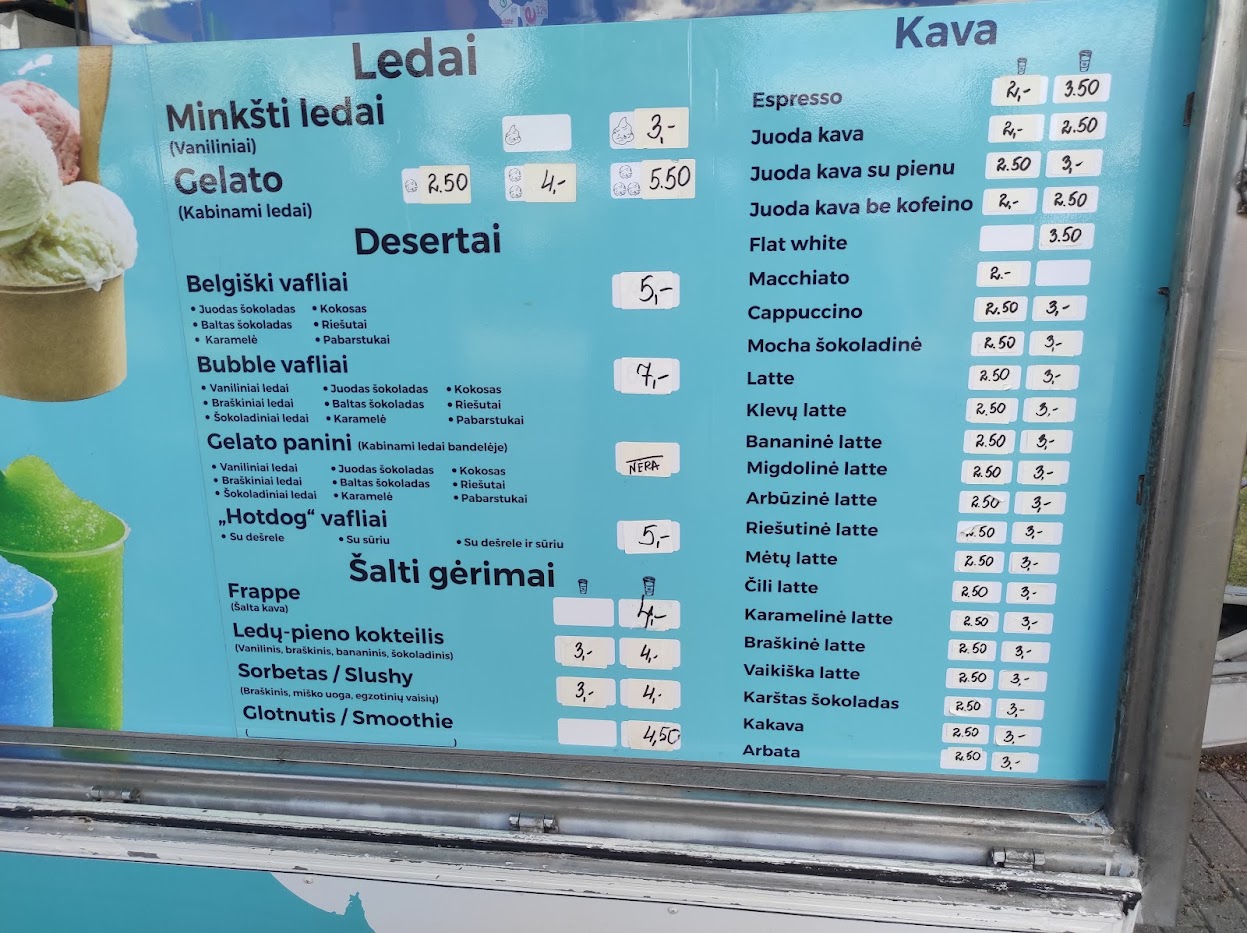 Ledai
Minkšti ledai 3,-
(Vaniliniai)
Gelato 2.50 4,- 5.50
(Kabinami ledai)
Desertai
Belgiški vafliai 5,-
• Juodas šokoladas • Kokosas
• Baltas šokoladas • Riešutai
• Karamelė • Pabarstukai
Bubble vafliai 7,-
• Vaniliniai ledai • Juodas šokoladas • Kokosas
• Braškiniai ledai • Baltas šokoladas • Riešutai
• Šokoladiniai ledai • Karamelė • Pabarstukai
Gelato panini (Kabinami ledai bandelėje) NĖRA
• Vaniliniai ledai • Juodas šokoladas • Kokosas
• Braškiniai ledai • Baltas šokoladas • Riešutai
• Šokoladiniai ledai • Karamelė • Pabarstukai
„Hotdog“ vafliai 5,-
• Su dešrele • Su sūriu • Su dešrele ir sūriu
Šalti gėrimai
Frappe 4,-
(Šalta kava)
Ledų-pieno kokteilis 3,- 4,-
(Vanilinis, braškinis, bananinis, šokoladinis)
Sorbetas / Slushy 3,- 4,-
(Braškinis, miško uoga, egzotinių vaisių)
Glotnutis / Smoothie 4,50
Kava
Espresso 2,- 3.50
Juoda kava 2,- 2.50
Juoda kava su pienu 2.50 3,-
Juoda kava be kofeino 2,- 2.50
Flat white 3.50
Macchiato 2.-
Cappuccino 2.50 3,-
Mocha šokoladinė 2.50 3,-
Latte 2.50 3,-
Klevų latte 2.50 3,-
Bananinė latte 2.50 3,-
Migdolinė latte 2.50 3,-
Arbūzinė latte 2.50 3,-
Riešutinė latte 2.50 3,-
Mėtų latte 2.50 3,-
Čili latte 2.50 3,-
Karamelinė latte 2.50 3,-
Braškinė latte 2.50 3,-
Vaikiška latte 2.50 3,-
Karštas šokoladas 2.50 3,-
Kakava 2.50 3,-
Arbata 2.50 3,-